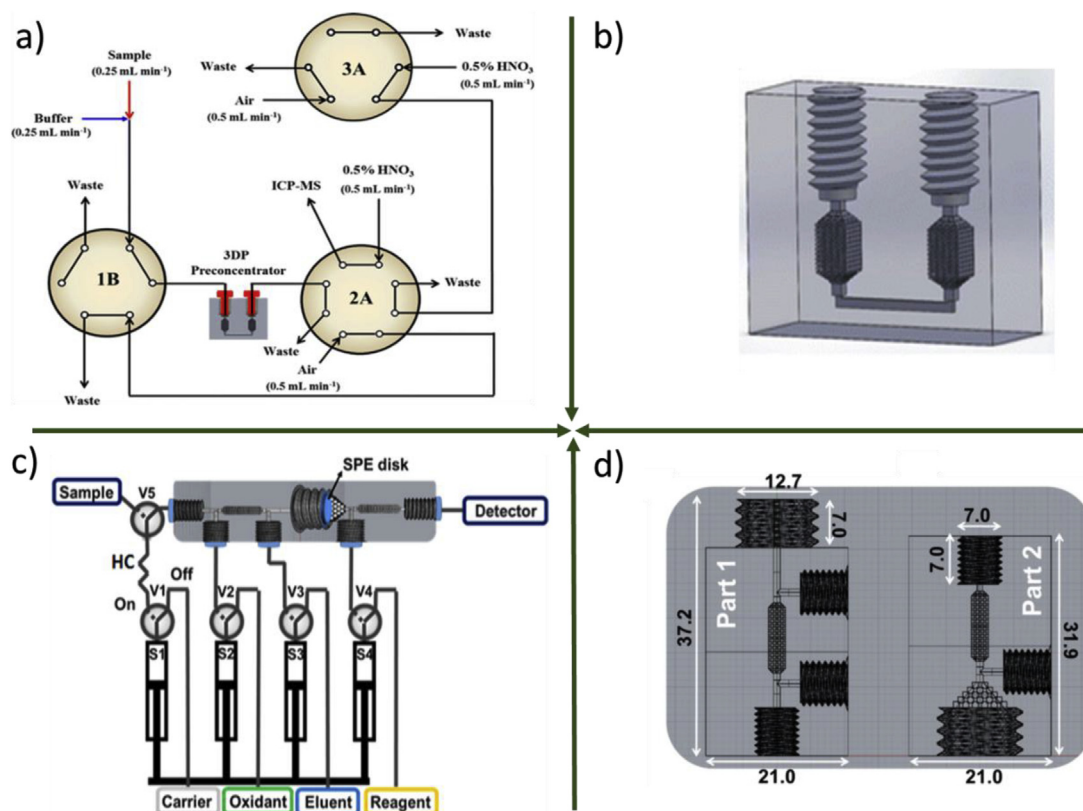 a)
Sample
(0.25 mL min⁻¹)
Buffer
(0.25 mL min⁻¹)
Waste
1B
Waste
3DP
Preconcentrator
Waste
3A
Waste
0.5% HNO₃
(0.5 mL min⁻¹)
Air
(0.5 mL min⁻¹)
0.5% HNO₃
(0.5 mL min⁻¹)
ICP-MS
2A
Waste
Waste
Air
(0.5 mL min⁻¹)
b)
c)
SPE disk
Sample
V5
Detector
HC
Off
On
V1
V2
V3
V4
S1
S2
S3
S4
Carrier
Oxidant
Eluent
Reagent
d)
12.7
7.0
Part 1
37.2
21.0
7.0
7.0
Part 2
31.9
21.0